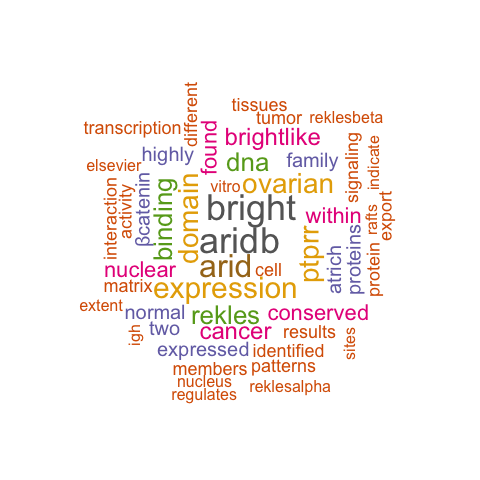 tissues
different
tumor
reklesbeta
transcription
found
brightlike
highly
dna
family
signaling
indicate
elsevier
βcatenin
binding
domain
vitro
ovarian
interaction
activity
bright
within
rafts
export
aridb
ptprr
atrich
proteins
protein
nuclear
arid
cell
matrix
expression
extent
normal
rekles
conserved
igh
two
cancer
results
sites
expressed
identified
members
patterns
nucleus
reklesalpha
regulates